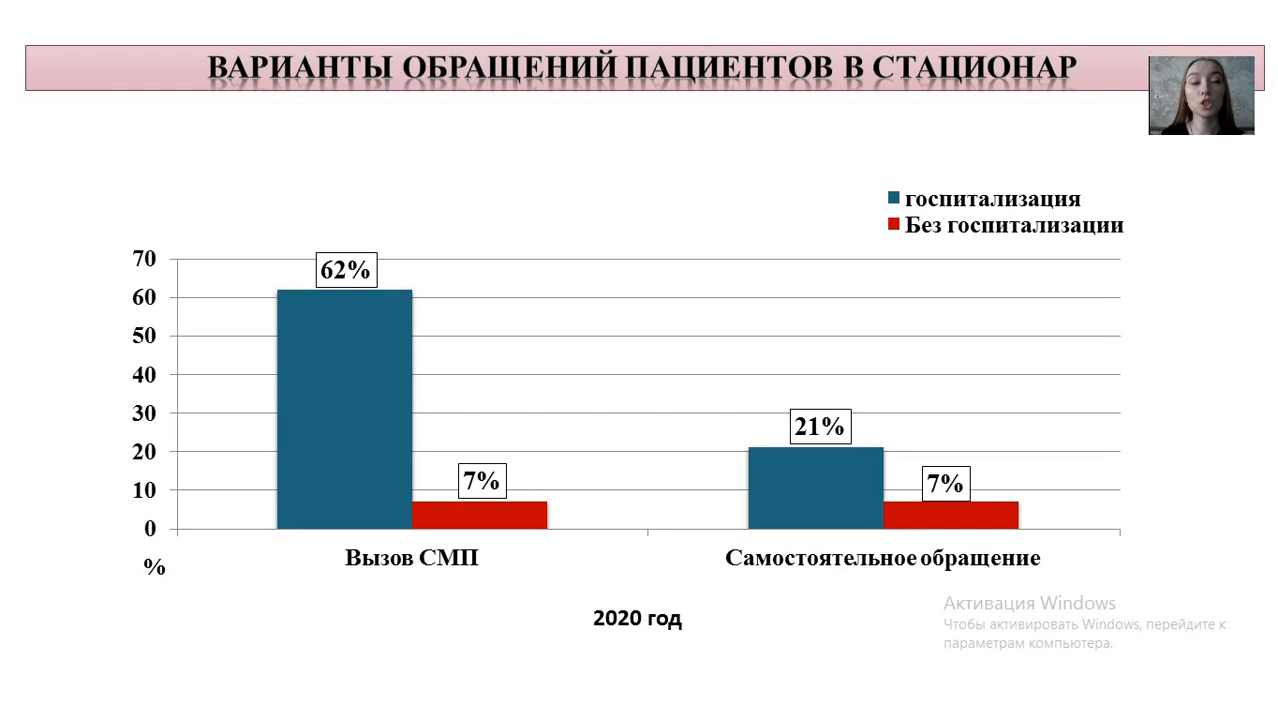 ВАРИАНТЫ ОБРАЩЕНИЙ ПАЦИЕНТОВ В СТАЦИОНАР
госпитализация
Без госпитализации
70
60
50
40
30
20
10
0
%
62%
7%
21%
7%
Вызов СМП
Самостоятельное обращение
2020 год
Активация Windows
Чтобы активировать Windows, перейдите к
параметрам компьютера.